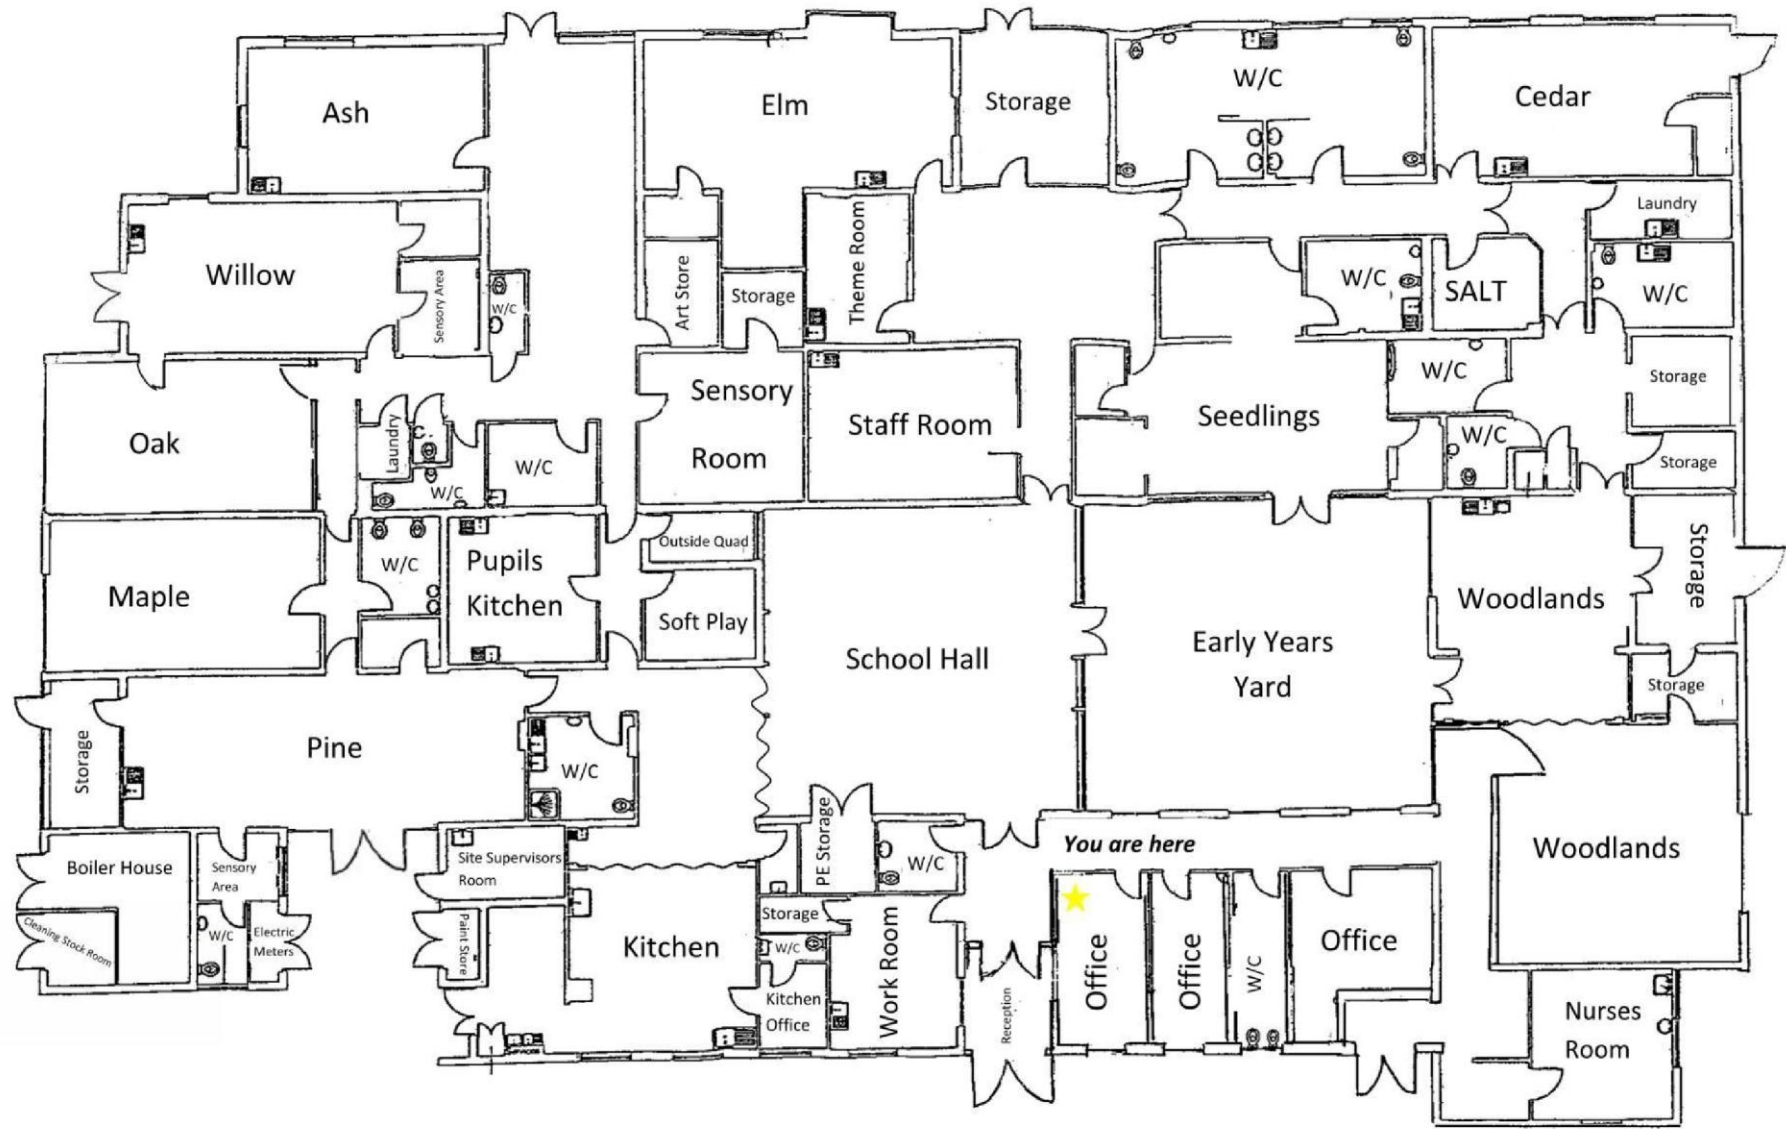 Ash
Elm
Storage
W/C
Cedar
Willow
Sensory Area
W/C
Art Store
Storage
Theme Room
W/C
SALT
Laundry
W/C
Oak
Laundry
C.
W/C
W/C
Sensory
Room
Staff Room
Seedlings
W/C
W/C
Storage
Storage
Maple
W/C
Pupils
Kitchen
Outside Quad
Soft Play
School Hall
Early Years
Yard
Woodlands
Storage
Storage
Storage
Pine
W/C
Boiler House
Sensory
Area
Site Supervisors
Room
PE Storage
W/C
You are here
Woodlands
Cleaning Stock Room
W/C
Electric
Meters
Paint Store
Kitchen
Storage
W/C
Kitchen
Office
Work Room
Reception
Office
Office
W/C
Office
Nurses
Room